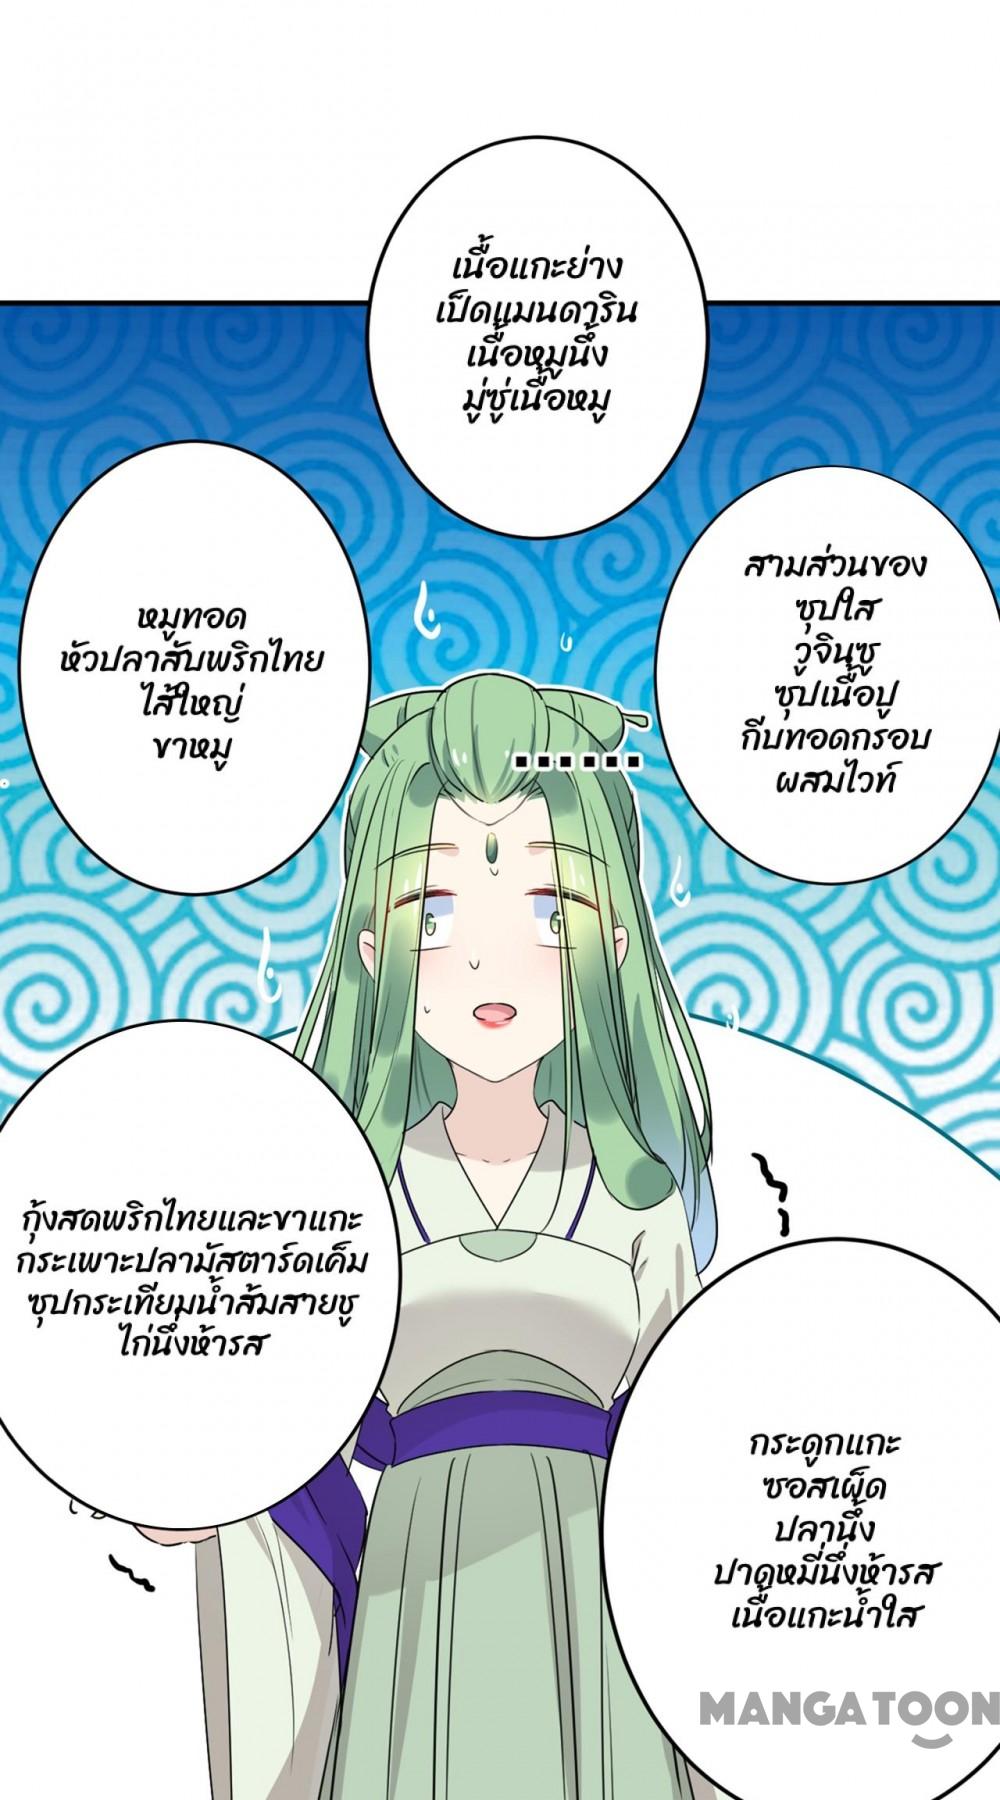 เนื้อแกะย่าง
เป็ดแมนดาริน
เนื้อหมูนึ้ง
มู่ซู่เนื้อหมู
หมูทอด
หัวปลาสับพริกไทย
ไส้ใหญ่
ขาหมู
สามส่วนของ
ซุปใส
วูจินซู
ซุปเนื้อปู
กีบทอดกรอบ
ผสมไวท์
......
กุ้งสดพริกไทยและขาแกะ
กระเพาะปลามัสตาร์ดเค็ม
ซุปกระเทียมน้ำส้มสายชู
ไก่นึ่งห้ารส
กระดูกแกะ
ซอสเผ็ด
ปลานึ้ง
ปาดหมี่นึ่งห้ารส
เนื้อแกะน้ำใส
MANGATOON